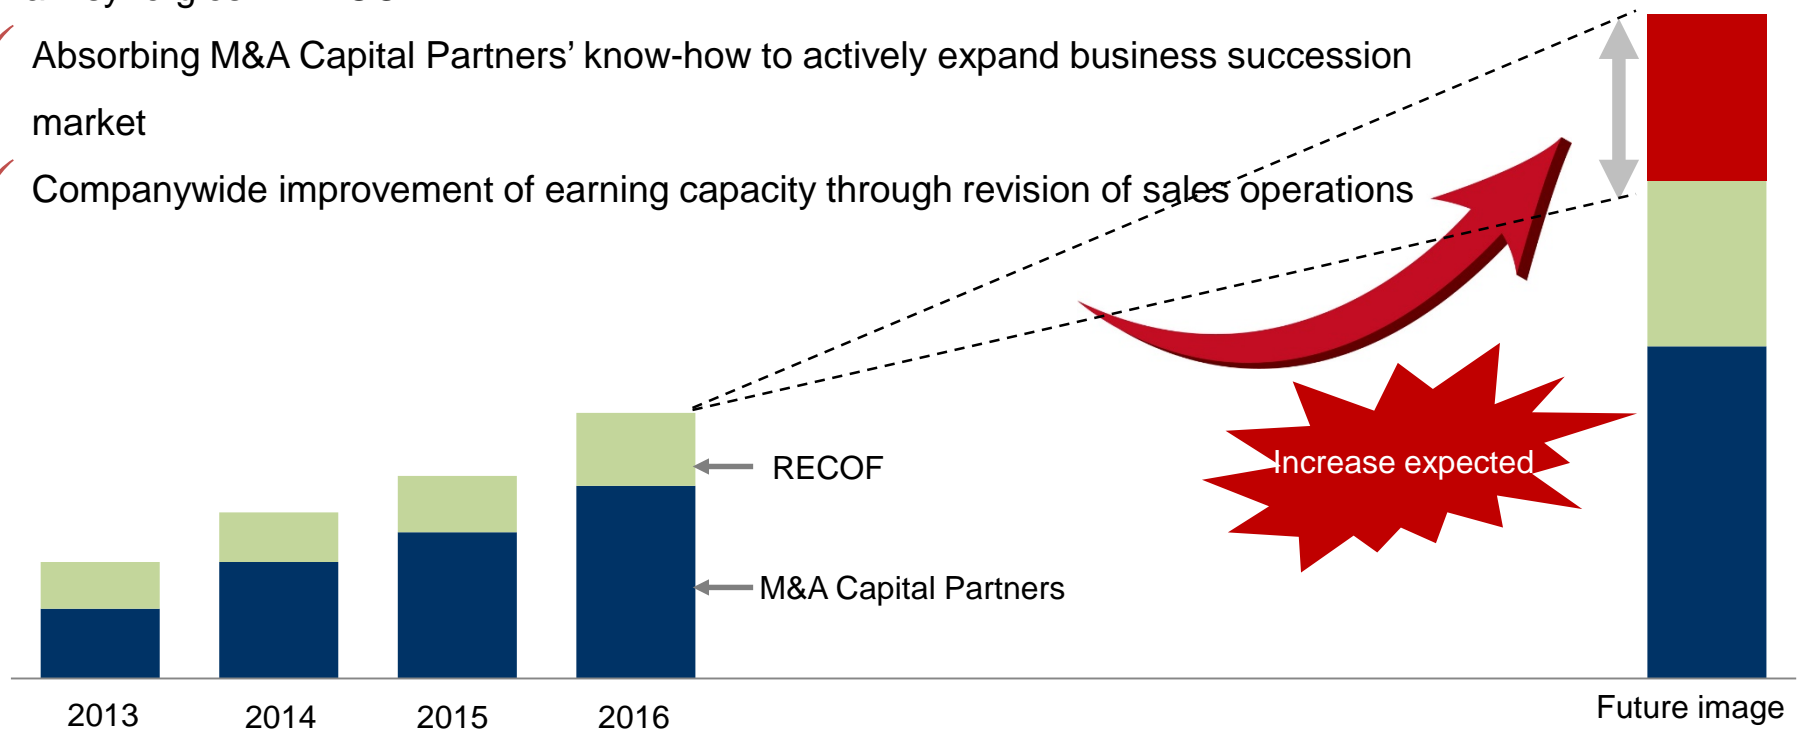 Absorbing M&A Capital Partners’ know-how to actively expand business succession
market
Companywide improvement of earning capacity through revision of sales operations
RECOF
Increase expected
M&A Capital Partners
2013
2014
2015
2016
Future image